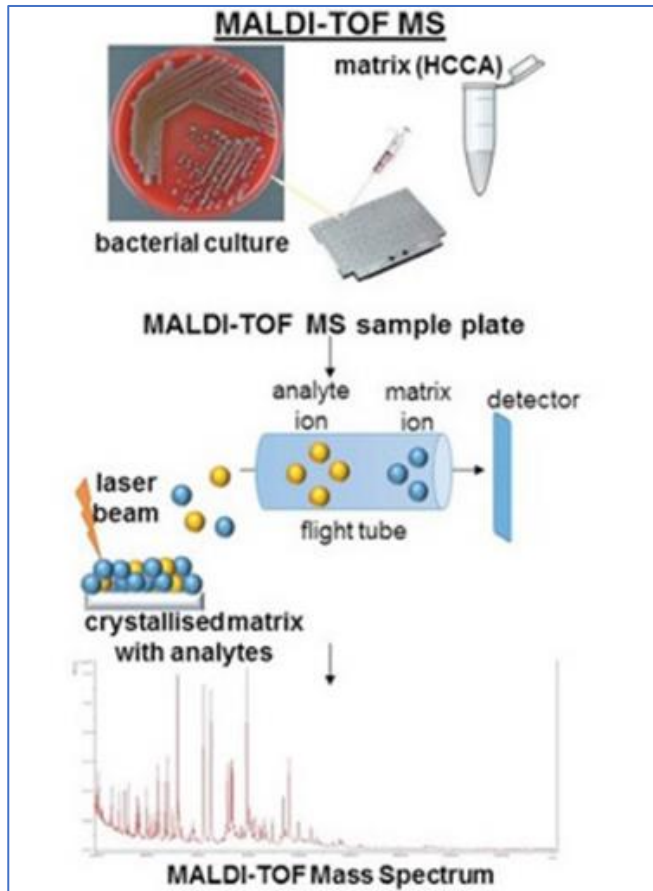 MALDI-TOF MS
matrix (HCCA)
bacterial culture
MALDI-TOF MS sample plate
analyte
ion
matrix
ion
detector
laser
beam
flight tube
crystallised matrix
with analytes
MALDI-TOF Mass Spectrum